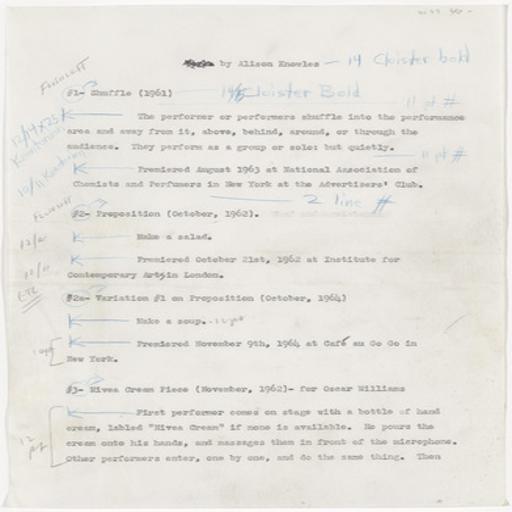 by Alison Knowles — 14 Cloister bold
Flushleft
#1- Shuffle (1961) 14 Cloister Bold
11 pt #
The performer or performers shuffle into the performance
area and away from it, above, behind, around, or through the
audience. They perform as a group or solo: but quietly.
11 pt #
Premiered August 1963 at National Association of
Chemists and Perfumers in New York at the Advertisers' Club.
2 line #
Flushleft
#2- Proposition (October, 1962).
Make a salad.
Premiered October 21st, 1962 at Institute for
10/11
Contemporary Arts in London.
ETC
#2a- Variation #1 on Proposition (October, 1964)
Make a soup.
Premiered November 9th, 1964 at Café au Go Go in
New York.
#3- Nivea Cream Piece (November, 1962)- for Oscar Williams
First performer comes on stage with a bottle of hand
cream, labled "Nivea Cream" if none is available. He pours the
cream onto his hands, and massages them in front of the microphone.
Other performers enter, one by one, and do the same thing. Then